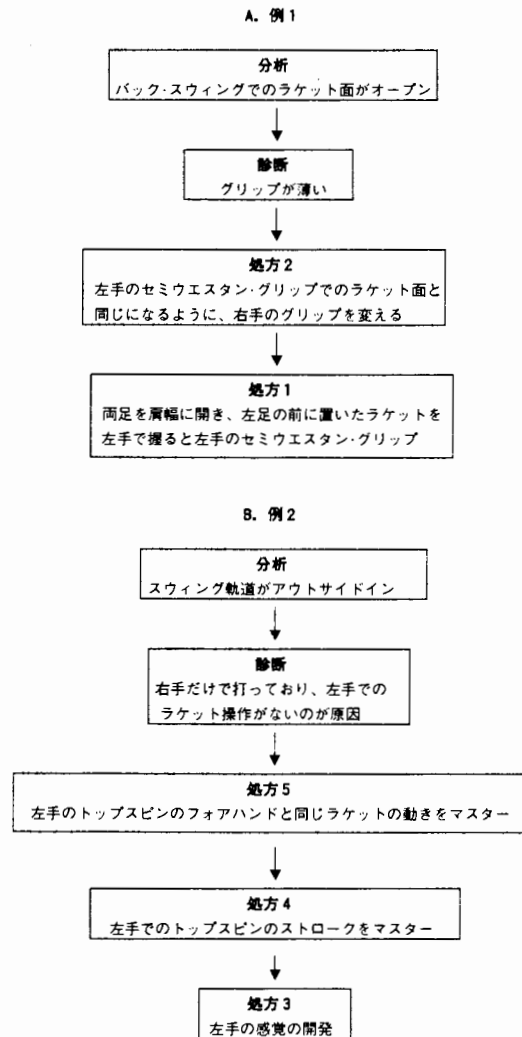 A. 例1
分析
バック·スウィングでのラケット面がオープン
診断
グリップが薄い
処方2
左手のセミウエスタン·グリップでのラケット面と
同じになるように、右手のグリップを変える
処方1
両足を肩幅に開き、左足の前に置いたラケットを
左手で握ると左手のセミウエスタン·グリップ
B. 例2
分析
スウィング軌道がアウトサイドイン
診断
右手だけで打っており、左手での
ラケット操作がないのが原因
処方5
左手のトップスピンのフォアハンドと同じラケットの動きをマスター
処方4
左手でのトップスピンのストロークをマスター
処方3
左手の感覚の開発